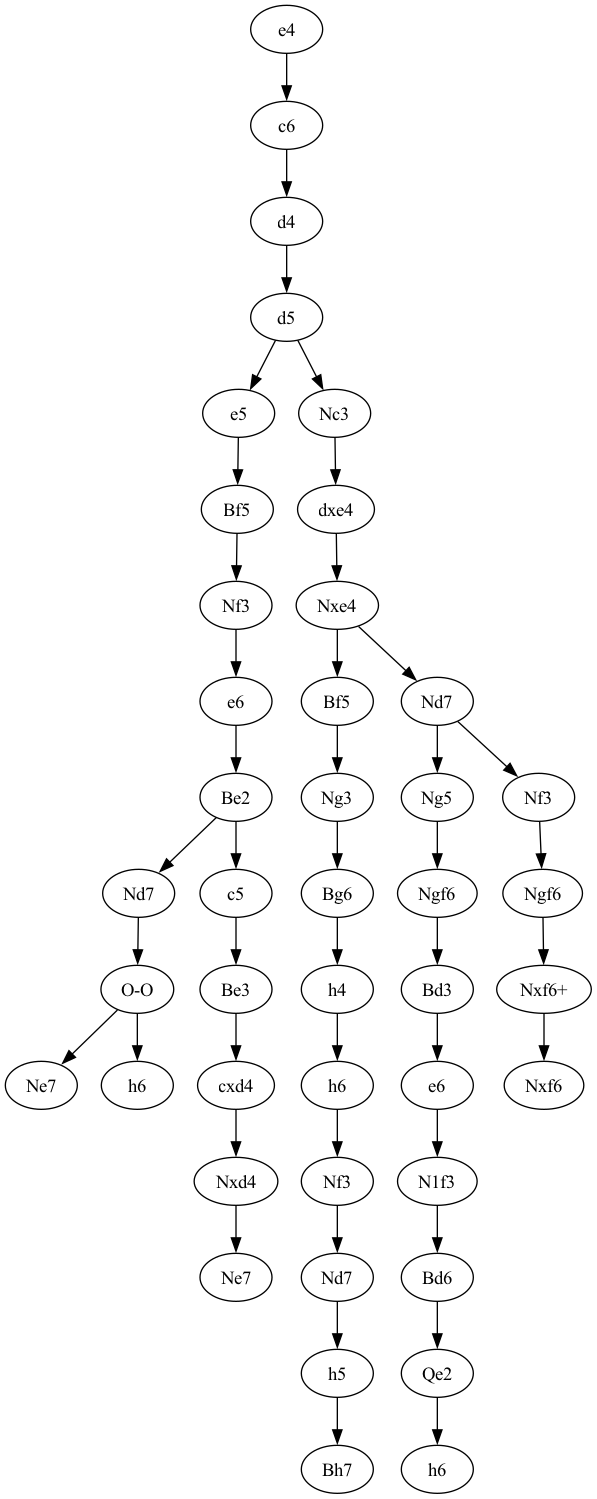 e4
c6
d4
d5
e5
Nc3
Bf5
dxe4
Nf3
Nxe4
e6
Bf5
Nd7
Be2
Ng3
Ng5
Nf3
Nd7
c5
Bg6
Ngf6
Ngf6
O-O
Be3
h4
Bd3
Nxf6+
Ne7
h6
cxd4
h6
e6
Nxf6
Nxd4
Nf3
N1f3
Ne7
Nd7
Bd6
h5
Qe2
Bh7
h6